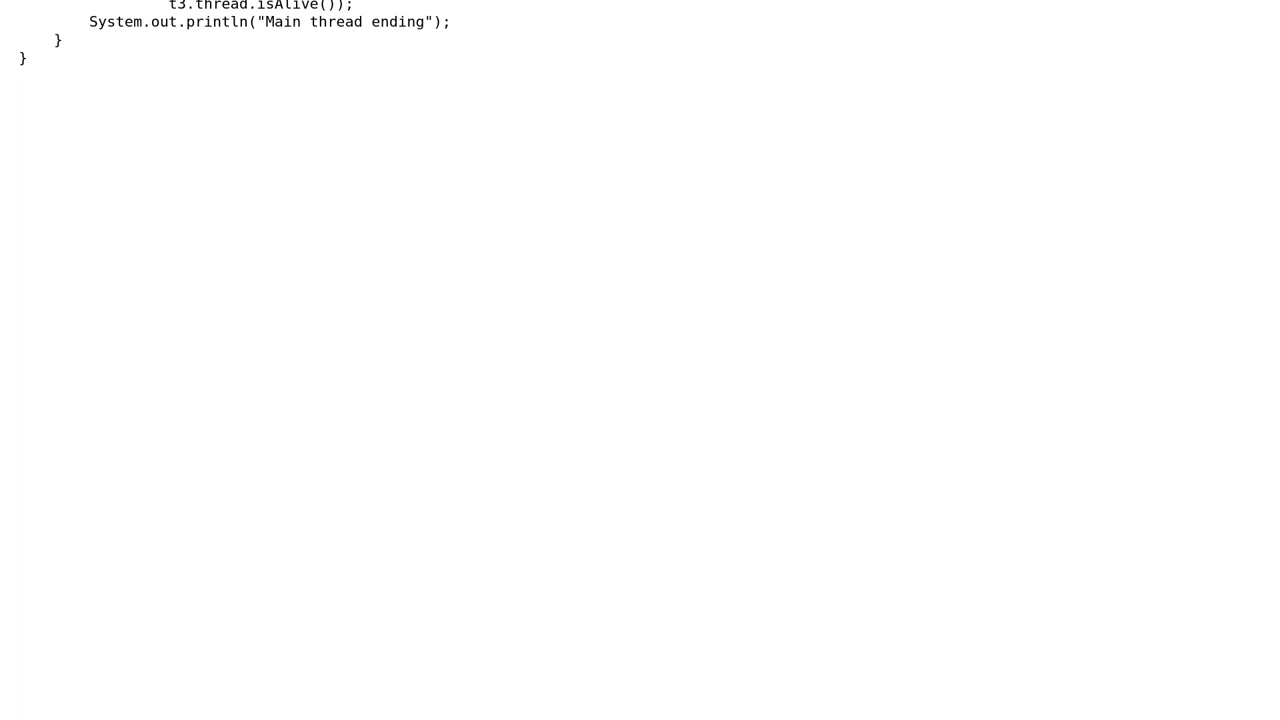 t3.thread.isAlive());
        System.out.println("Main thread ending");
    }
}